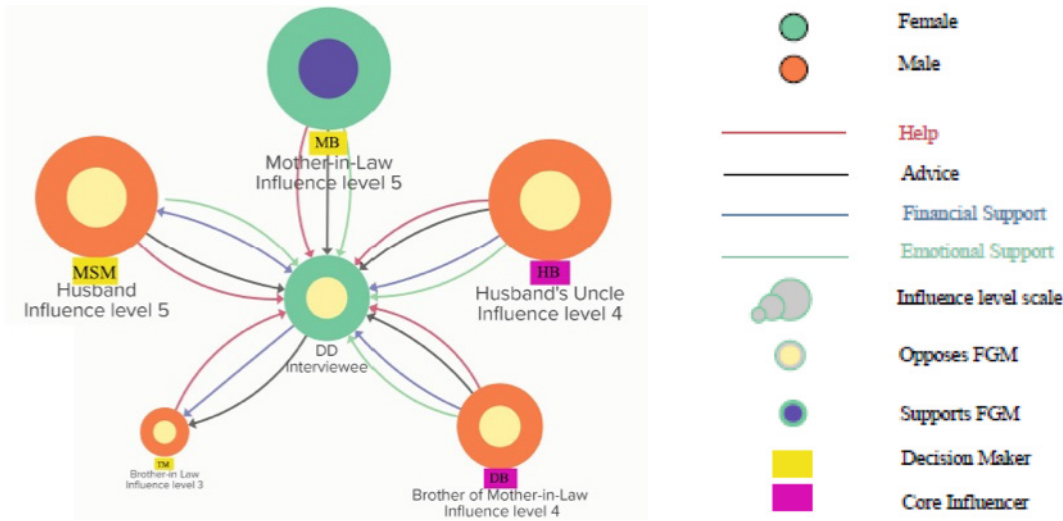 MB
Mother-in-Law
Influence level 5
MSM
Husband
Influence level 5
HB
Husband's Uncle
Influence level 4
DD
Interviewee
TM
Brother-in Law
Influence level 3
DB
Brother of Mother-in-Law
Influence level 4
Female
Male
Help
Advice
Financial Support
Emotional Support
Influence level scale
Opposes FGM
Supports FGM
Decision Maker
Core Influencer